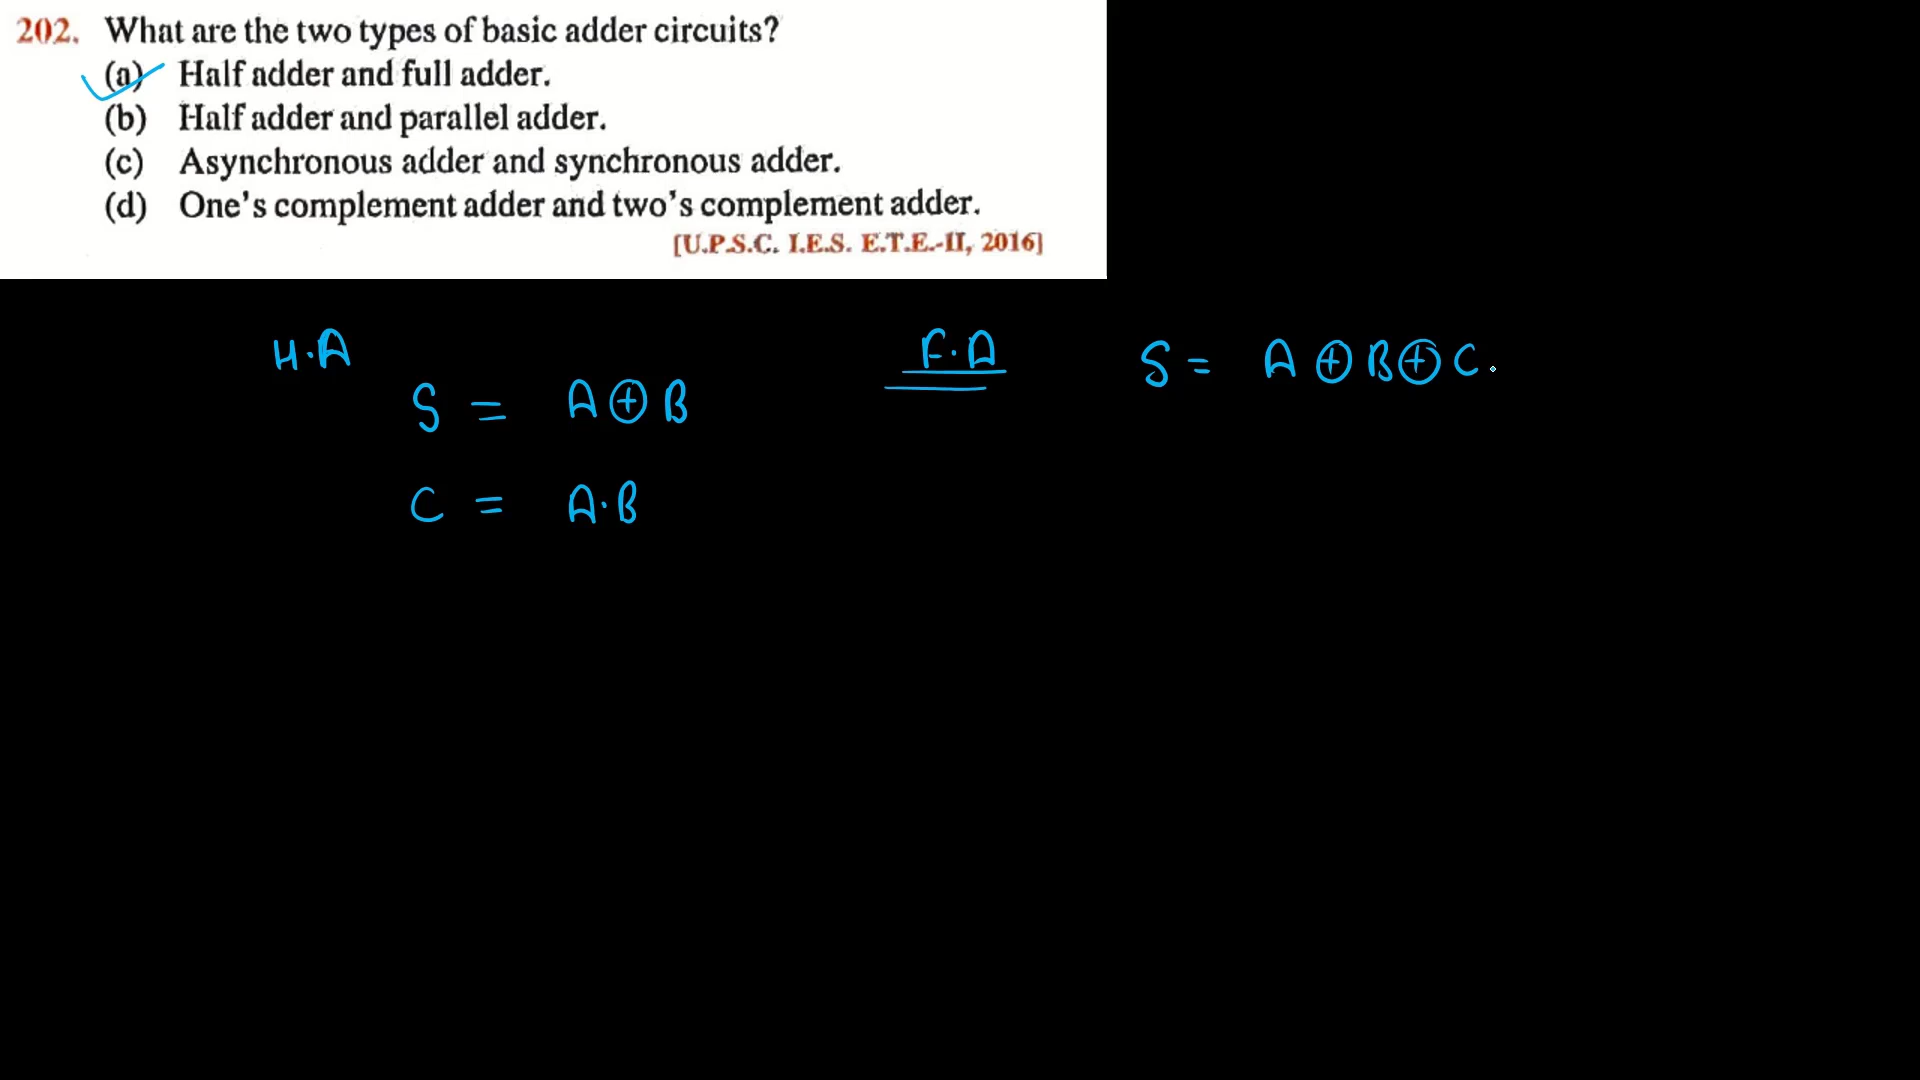 202. What are the two types of basic adder circuits?
(a) Half adder and full adder.
(b) Half adder and parallel adder.
(c) Asynchronous adder and synchronous adder.
(d) One's complement adder and two's complement adder.
[U.P.S.C. I.E.S. E.T.E.-II, 2016]
H.A
S = A ⊕ B
C = A·B
F.A
S = A ⊕ B ⊕ C